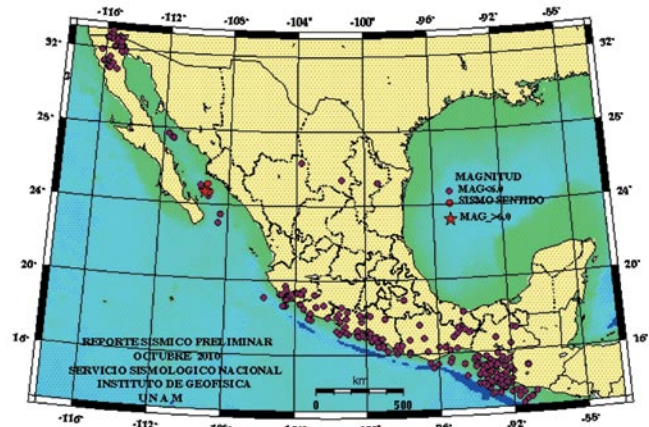 -116° -112° -108° -104° -100° -96° -92° -88°
32° 32°
28° 28°
24° 24°
20° 20°
16° 16°
MAGNITUD
MAG<6.0
SISMO SENTIDO
MAG_>6.0
REPORTE SISMICO PRELIMINAR
OCTUBRE 2010
SERVICIO SISMOLOGICO NACIONAL
INSTITUTO DE GEOFISICA
U N A M
km
0 500
-116° -112° -92°